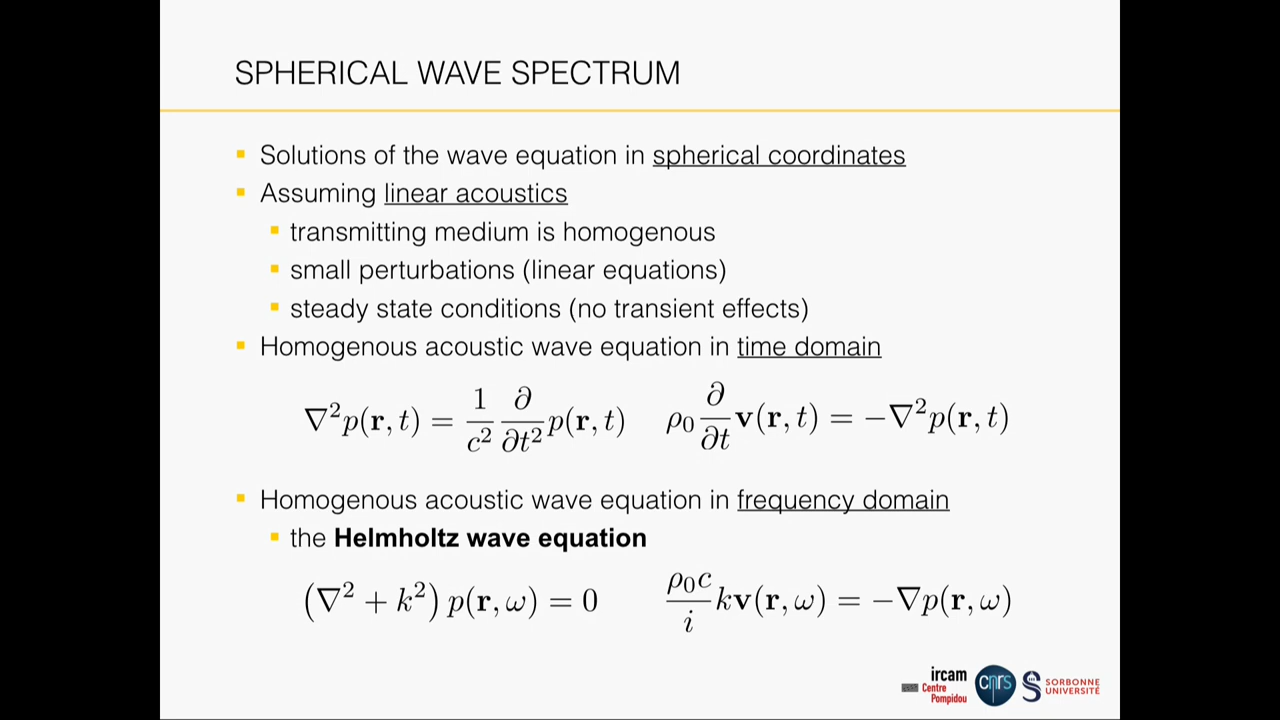 SPHERICAL WAVE SPECTRUM
▪ Solutions of the wave equation in spherical coordinates
▪ Assuming linear acoustics
▪ transmitting medium is homogenous
▪ small perturbations (linear equations)
▪ steady state conditions (no transient effects)
▪ Homogenous acoustic wave equation in time domain
∇²p(𝐫, t) = 1/c² ∂/∂t² p(𝐫, t)    ρ₀ ∂/∂t 𝐯(𝐫, t) = −∇²p(𝐫, t)
▪ Homogenous acoustic wave equation in frequency domain
▪ the Helmholtz wave equation
(∇² + k²) p(𝐫, ω) = 0    ρ₀c/i k𝐯(𝐫, ω) = −∇p(𝐫, ω)
ircam
Centre
Pompidou
cnrs
SORBONNE
UNIVERSITÉ